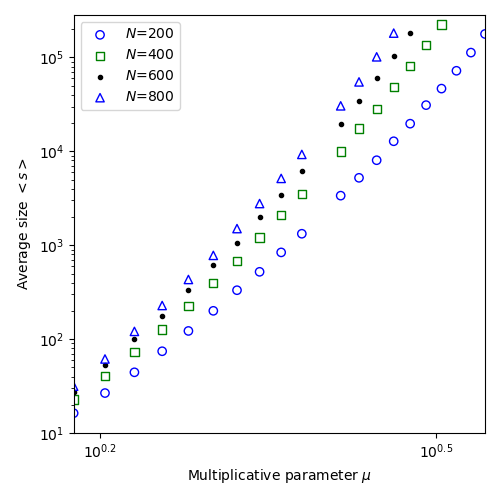 N=200
N=400
N=600
N=800
10^5
10^4
10^3
10^2
10^1
Average size < s >
10^0.2
10^0.5
Multiplicative parameter μ